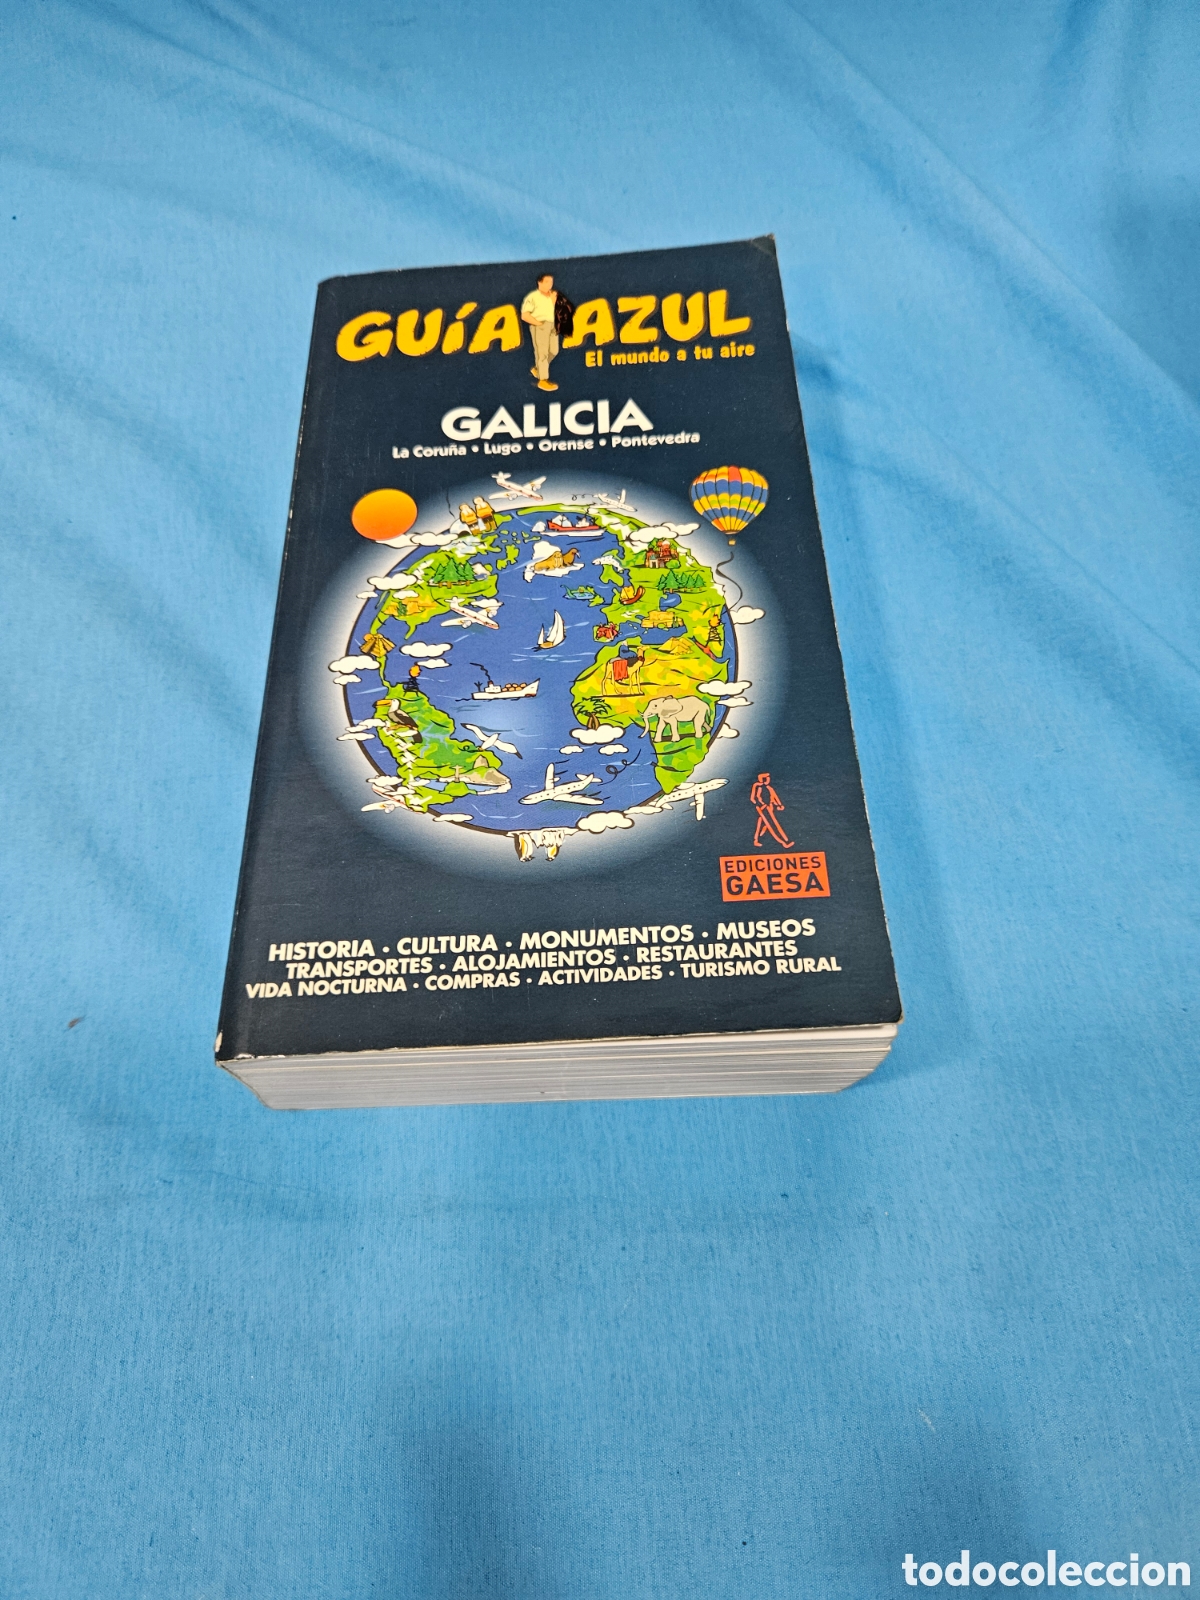 GUíA AZUL
El mundo a tu aire
GALICIA
La Coruña • Lugo • Orense • Pontevedra
EDICIONES
GAESA
HISTORIA • CULTURA • MONUMENTOS • MUSEOS
TRANSPORTES • ALOJAMIENTOS • RESTAURANTES
VIDA NOCTURNA • COMPRAS • ACTIVIDADES • TURISMO RURAL
todocoleccion